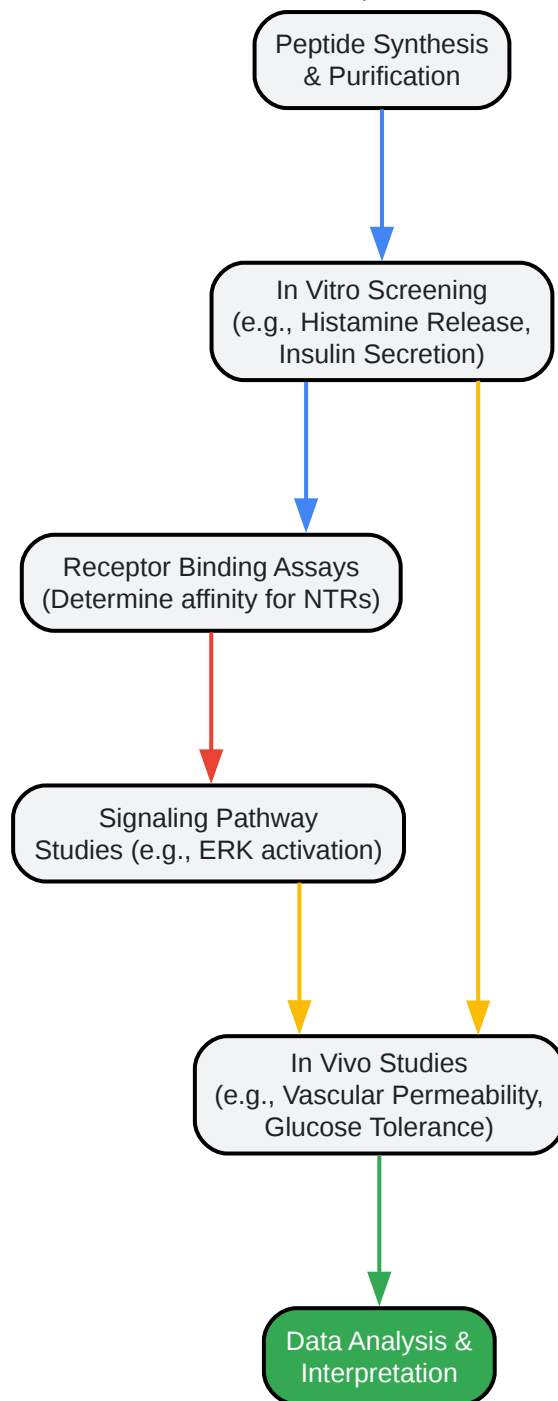 Peptide Synthesis
& Purification
In Vitro Screening
(e.g., Histamine Release,
Insulin Secretion)
Receptor Binding Assays
(Determine affinity for NTRs)
Signaling Pathway
Studies (e.g., ERK activation)
In Vivo Studies
(e.g., Vascular Permeability,
Glucose Tolerance)
Data Analysis &
Interpretation